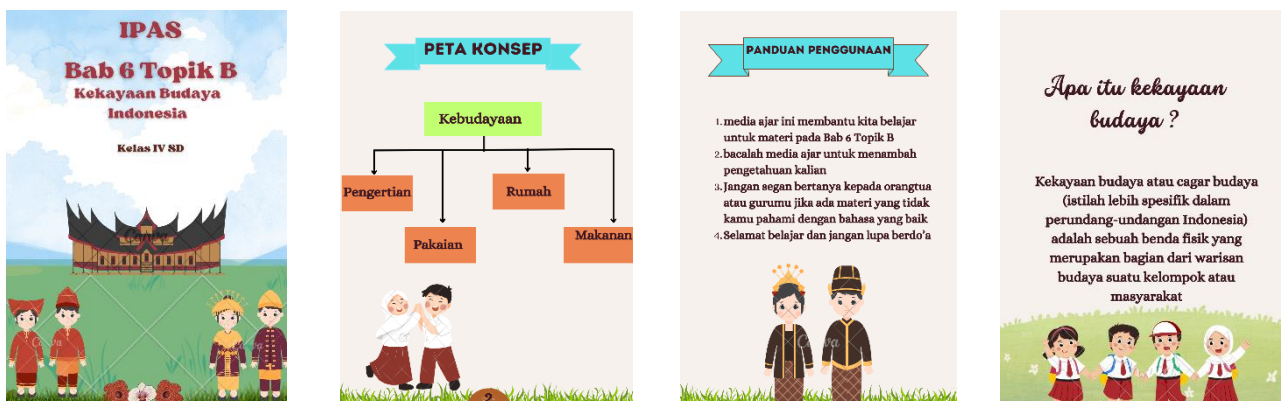 IPAS
Bab 6 Topik B
Kekayaan Budaya
Indonesia
Kelas IV SD
PETA KONSEP
Kebudayaan
Pengertian
Rumah
Pakaian
Makanan
2
PANDUAN PENGGUNAAN
1. media ajar ini membantu kita belajar
untuk materi pada Bab 6 Topik B
2. bacalah media ajar untuk menambah
pengetahuan kalian
3. Jangan segan bertanya kepada orangtua
atau gurumu jika ada materi yang tidak
kamu pahami dengan bahasa yang baik
4. Selamat belajar dan jangan lupa berdo'a
Apa itu kekayaan
budaya ?
Kekayaan budaya atau cagar budaya
(istilah lebih spesifik dalam
perundang-undangan Indonesia)
adalah sebuah benda fisik yang
merupakan bagian dari warisan
budaya suatu kelompok atau
masyarakat